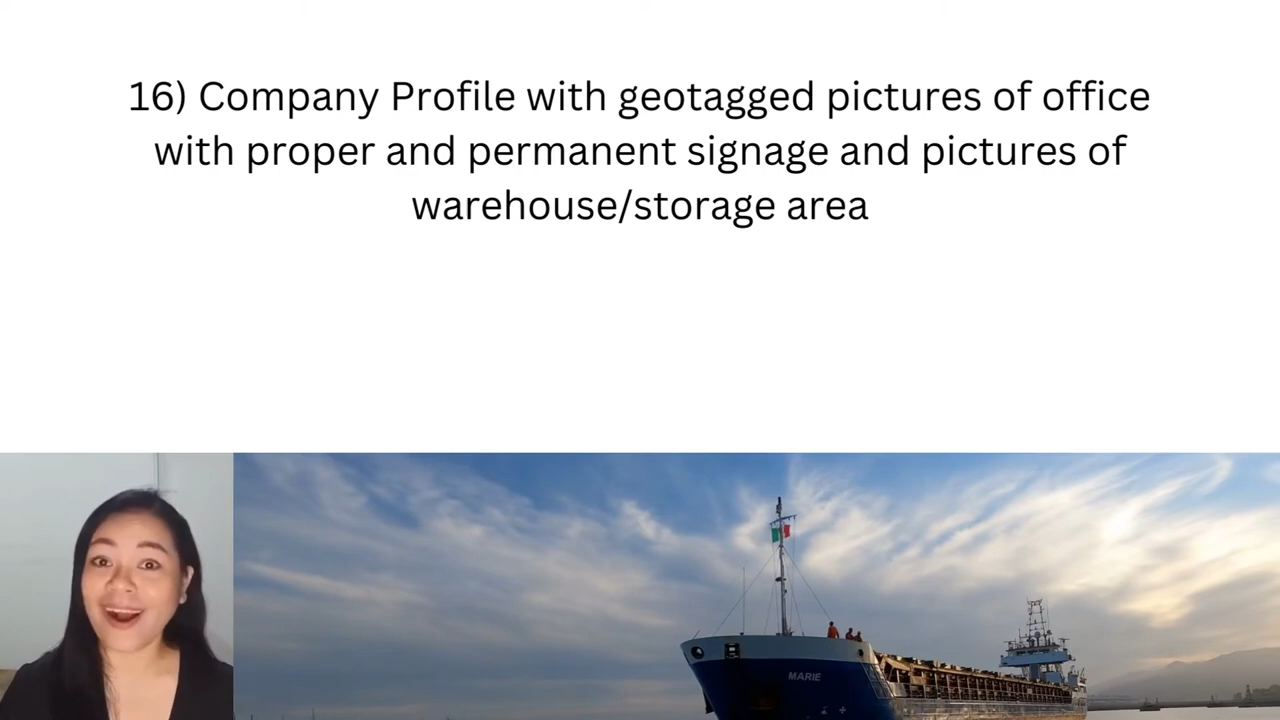 16) Company Profile with geotagged pictures of office
with proper and permanent signage and pictures of
warehouse/storage area
MARIE